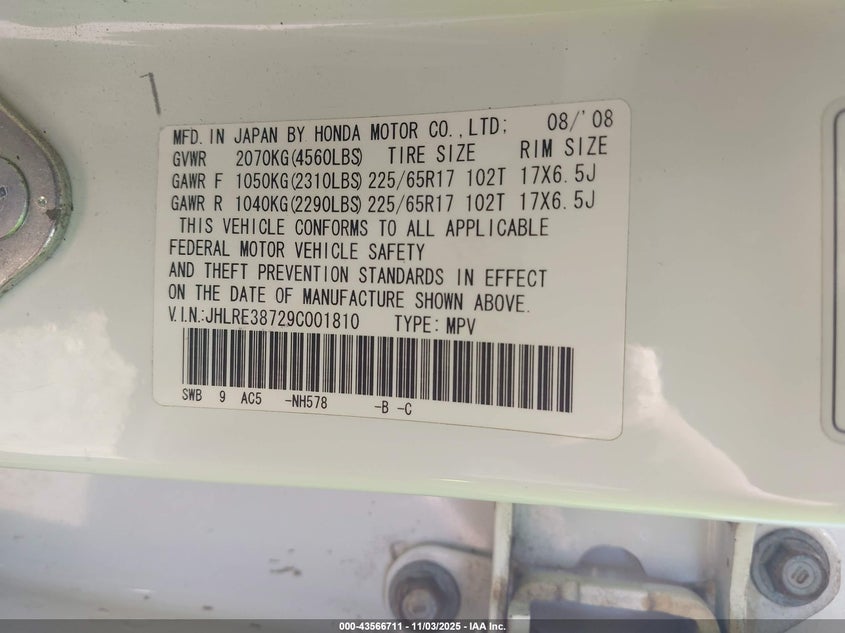 MFD. IN JAPAN BY HONDA MOTOR CO.,LTD; 08/'08
GVWR 2070KG(4560LBS) TIRE SIZE RIM SIZE
GAWR F 1050KG(2310LBS) 225/65R17 102T 17X6.5J
GAWR R 1040KG(2290LBS) 225/65R17 102T 17X6.5J
THIS VEHICLE CONFORMS TO ALL APPLICABLE
FEDERAL MOTOR VEHICLE SAFETY
AND THEFT PREVENTION STANDARDS IN EFFECT
ON THE DATE OF MANUFACTURE SHOWN ABOVE.
V.I.N.:JHLRE38729C001810 TYPE:MPV
SWB 9 AC5 -NH578 -B -C
10
000-43566711 - 11/03/2025 - IAA Inc.